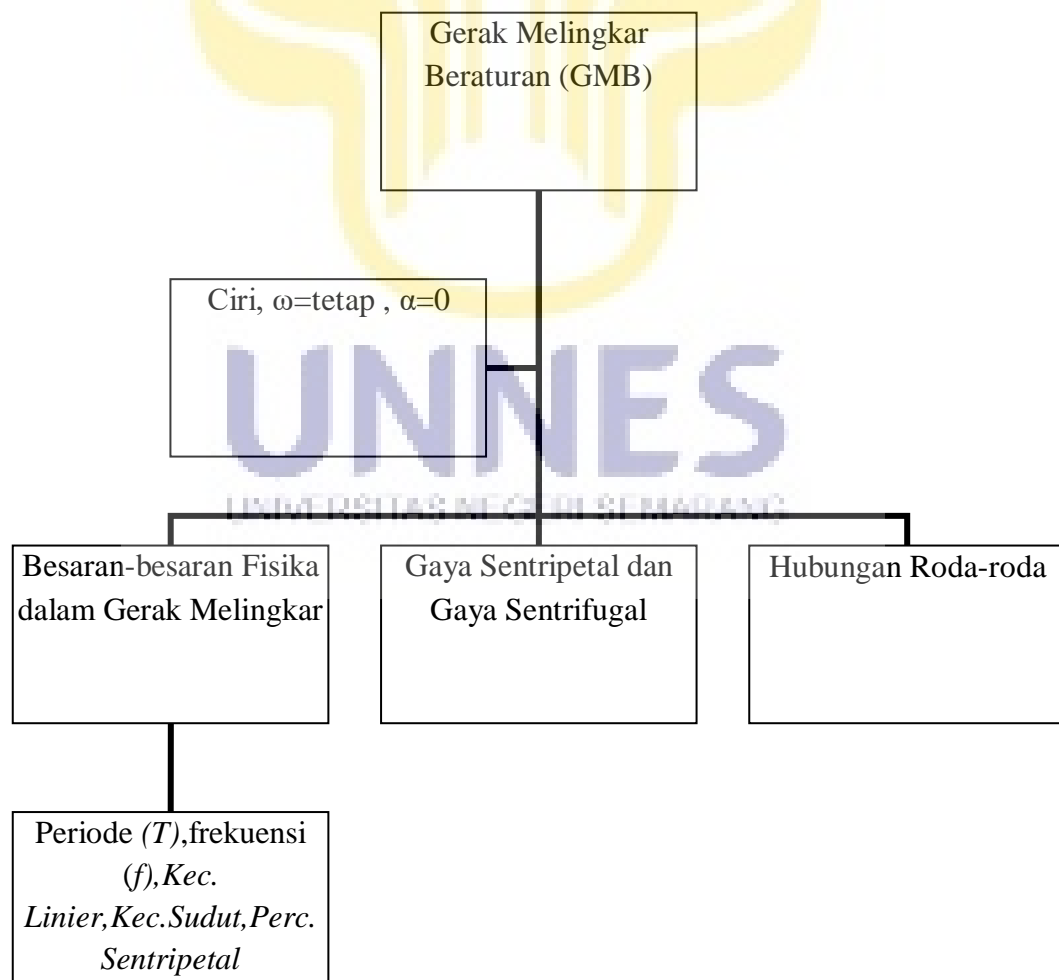 Gerak Melingkar
Beraturan (GMB)
Ciri, ω=tetap , α=0
UNNES
UNIVERSITAS NEGERI SEMARANG
Besaran-besaran Fisika
dalam Gerak Melingkar
Gaya Sentripetal dan
Gaya Sentrifugal
Hubungan Roda-roda
Periode (T),frekuensi
(f),Kec.
Linier,Kec.Sudut,Perc.
Sentripetal